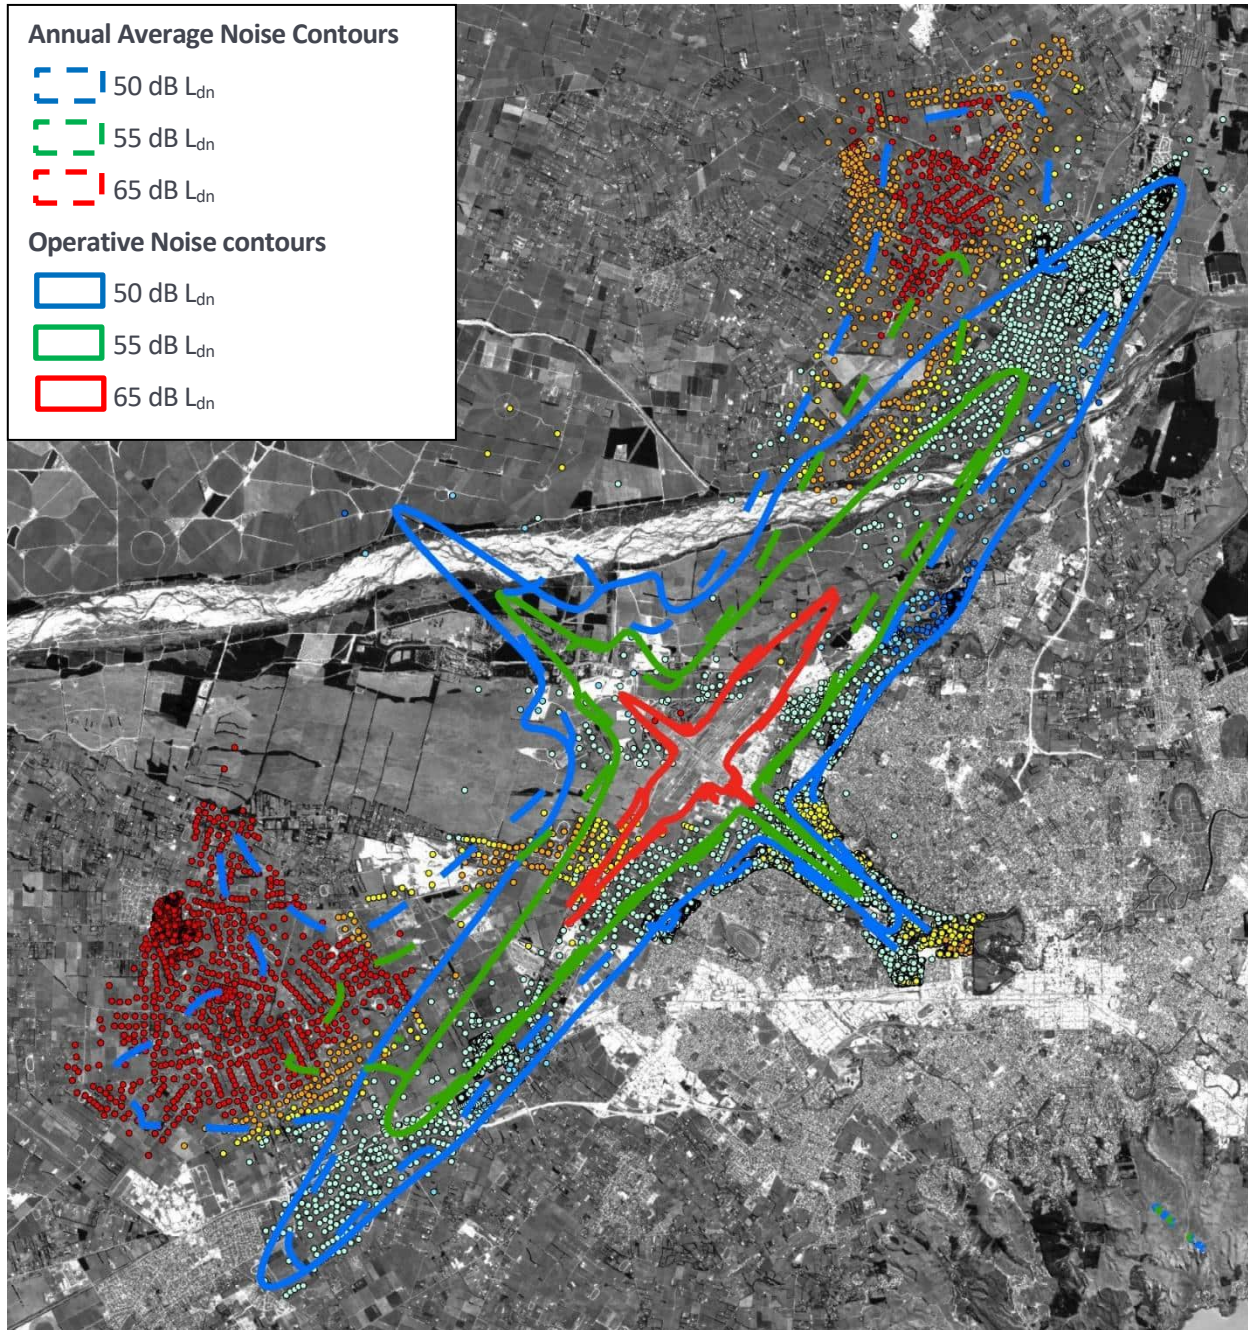 Annual Average Noise Contours
50 dB Ldn
55 dB Ldn
65 dB Ldn
Operative Noise contours
50 dB Ldn
55 dB Ldn
65 dB Ldn